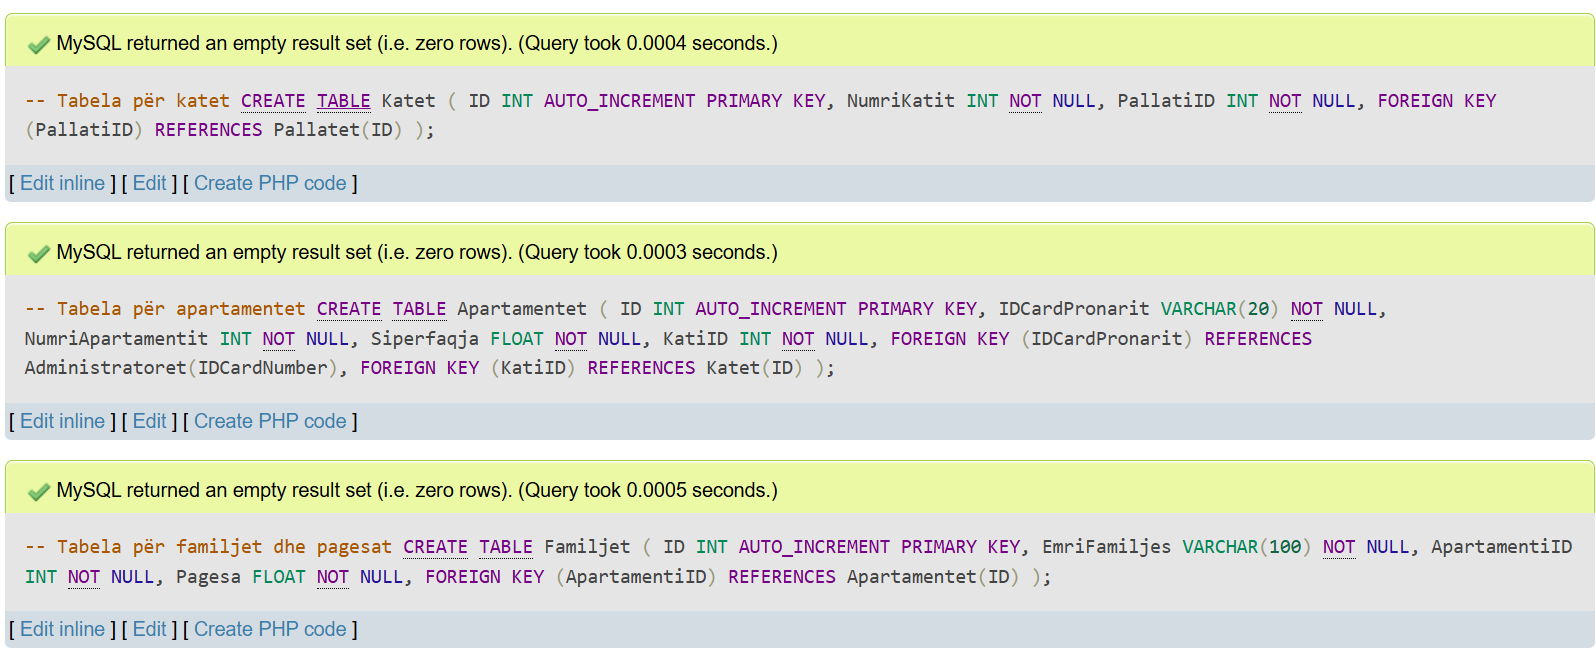 MySQL returned an empty result set (i.e. zero rows). (Query took 0.0004 seconds.)
-- Tabela për katet CREATE TABLE Katet ( ID INT AUTO_INCREMENT PRIMARY KEY, NumriKatit INT NOT NULL, PallatiID INT NOT NULL, FOREIGN KEY
(PallatiID) REFERENCES Pallatet(ID) );
[ Edit inline ] [ Edit ] [ Create PHP code ]
MySQL returned an empty result set (i.e. zero rows). (Query took 0.0003 seconds.)
-- Tabela për apartamentet CREATE TABLE Apartamentet ( ID INT AUTO_INCREMENT PRIMARY KEY, IDCardPronarit VARCHAR(20) NOT NULL,
NumriApartamentit INT NOT NULL, Siperfaqja FLOAT NOT NULL, KatiID INT NOT NULL, FOREIGN KEY (IDCardPronarit) REFERENCES
Administratoret(IDCardNumber), FOREIGN KEY (KatiID) REFERENCES Katet(ID) );
[ Edit inline ] [ Edit ] [ Create PHP code ]
MySQL returned an empty result set (i.e. zero rows). (Query took 0.0005 seconds.)
-- Tabela për familjet dhe pagesat CREATE TABLE Familjet ( ID INT AUTO_INCREMENT PRIMARY KEY, EmriFamiljes VARCHAR(100) NOT NULL, ApartamentiID
INT NOT NULL, Pagesa FLOAT NOT NULL, FOREIGN KEY (ApartamentiID) REFERENCES Apartamentet(ID) );
[ Edit inline ] [ Edit ] [ Create PHP code ]